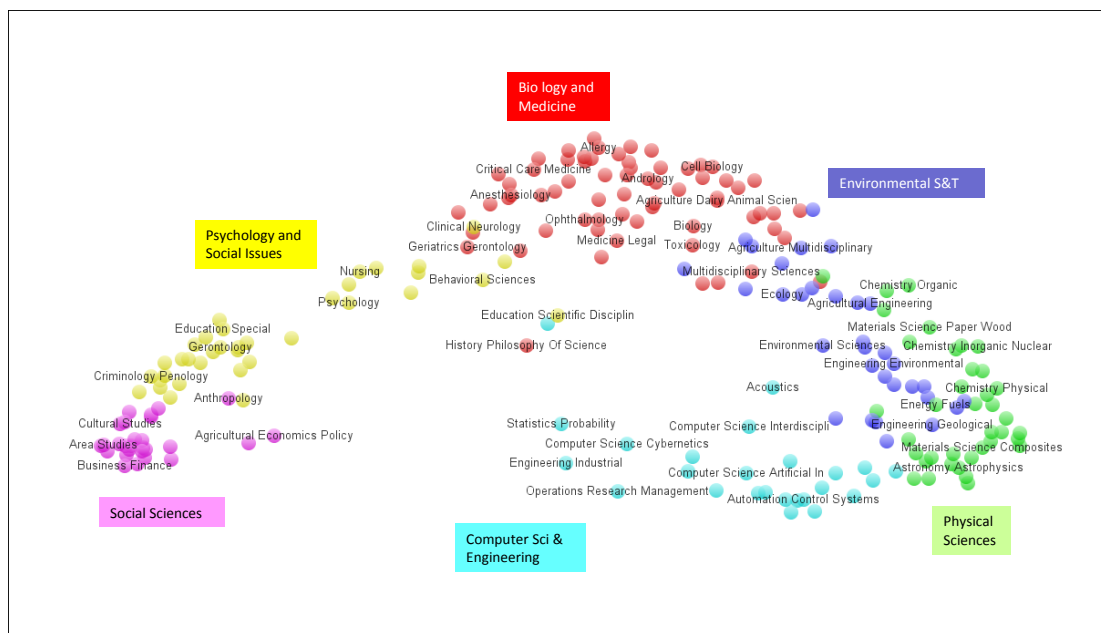 Bio logy and
Medicine
Allergy
Critical Care Medicine
Cell Biology
Andrology
Anesthesiology
Agriculture Dairy Animal Scien
Environmental S&T
Ophthalmology
Clinical Neurology
Biology
Medicine Legal
Geriatrics Gerontology
Toxicology
Agriculture Multidisciplinary
Psychology and
Social Issues
Nursing
Behavioral Sciences
Multidisciplinary Sciences
Chemistry Organic
Psychology
Ecology
Agricultural Engineering
Education Scientific Disciplin
Education Special
Materials Science Paper Wood
Gerontology
History Philosophy Of Science
Environmental Sciences
Chemistry Inorganic Nuclear
Engineering Environmental
Criminology Penology
Acoustics
Chemistry Physical
Anthropology
Energy Fuels
Cultural Studies
Statistics Probability
Computer Science Interdiscipli
Engineering Geological
Agricultural Economics Policy
Area Studies
Computer Science Cybernetics
Materials Science Composites
Business Finance
Engineering Industrial
Computer Science Artificial In
Astronomy Astrophysics
Operations Research Management
Automation Control Systems
Social Sciences
Computer Sci &
Engineering
Physical
Sciences